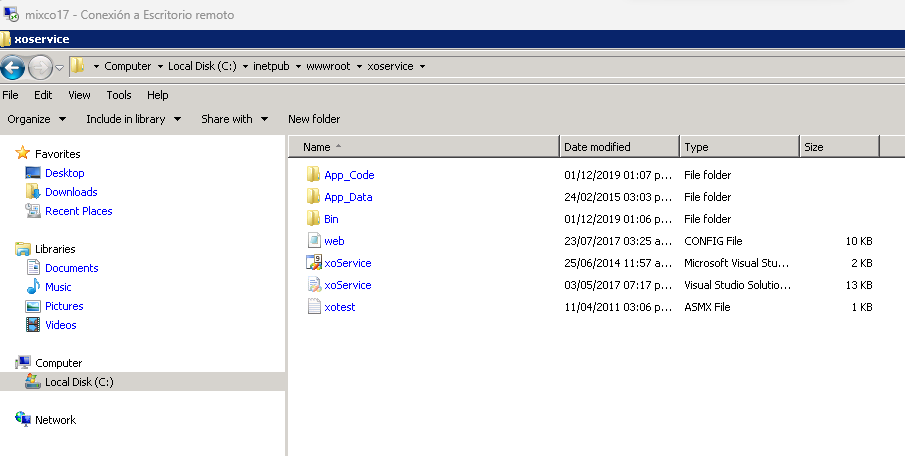 mixco17 - Conexión a Escritorio remoto
xoservice
Computer Local Disk (C:) inetpub wwwroot xoservice
File Edit View Tools Help
Organize Include in library Share with New folder
Favorites
Desktop
Downloads
Recent Places
Libraries
Documents
Music
Pictures
Videos
Computer
Local Disk (C:)
Network
Name Date modified Type Size
App_Code 01/12/2019 01:07 p... File folder
App_Data 24/02/2015 03:03 p... File folder
Bin 01/12/2019 01:06 p... File folder
web 23/07/2017 03:25 a... CONFIG File 10 KB
xoService 25/06/2014 11:57 a... Microsoft Visual Stu... 2 KB
xoService 03/05/2017 07:17 p... Visual Studio Solutio... 13 KB
xotest 11/04/2011 03:06 p... ASMX File 1 KB